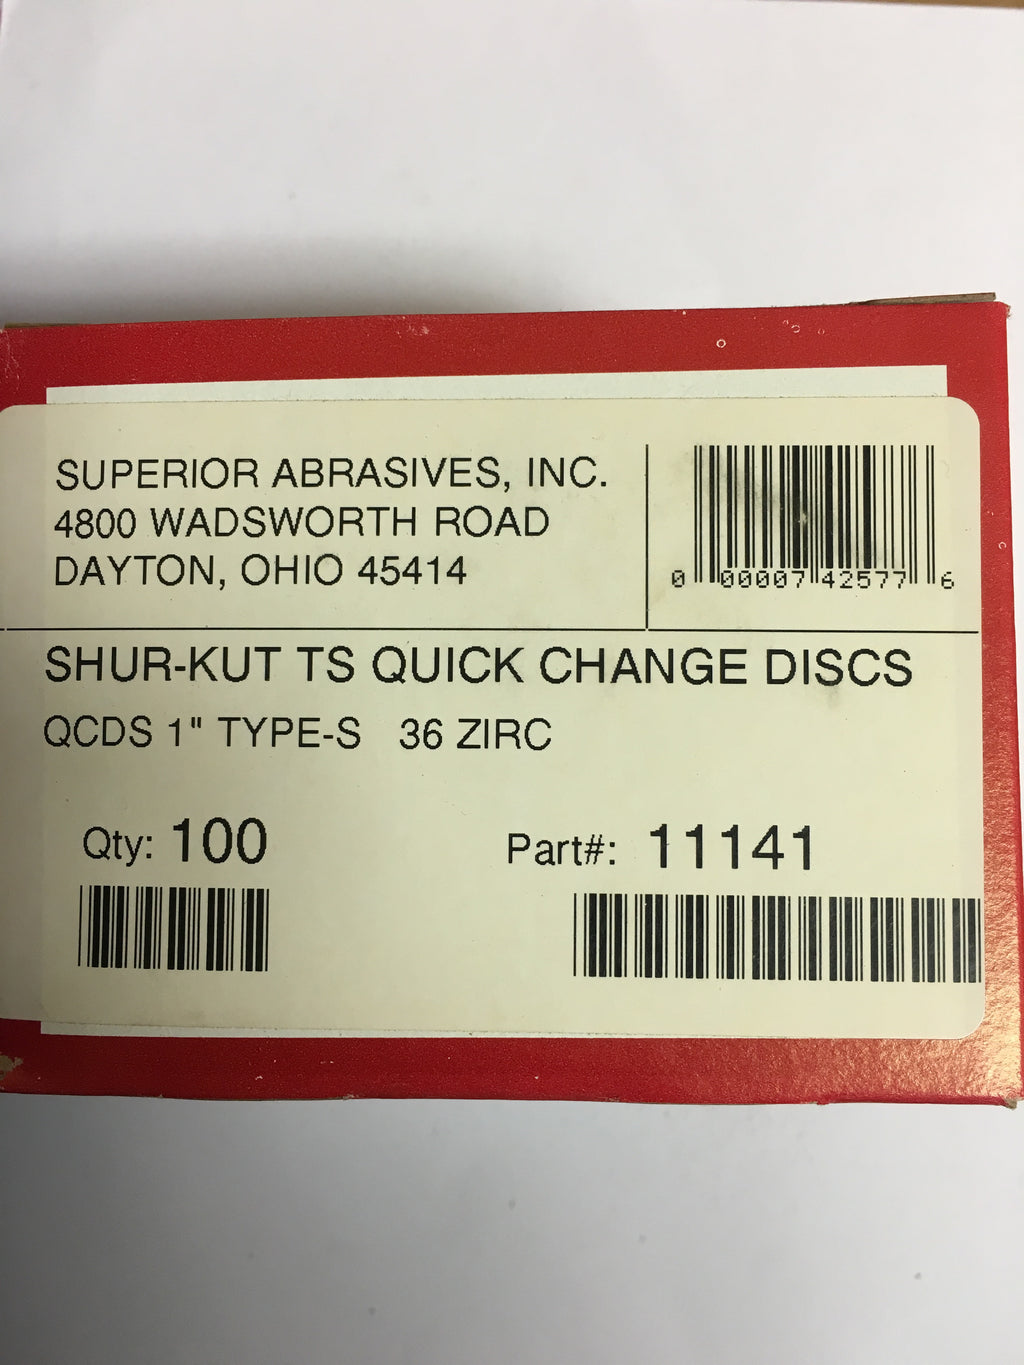 SUPERIOR ABRASIVES, INC.
4800 WADSWORTH ROAD
DAYTON, OHIO 45414
0 00007 42577 6
SHUR-KUT TS QUICK CHANGE DISCS
QCDS 1" TYPE-S 36 ZIRC
Qty: 100
Part#: 11141